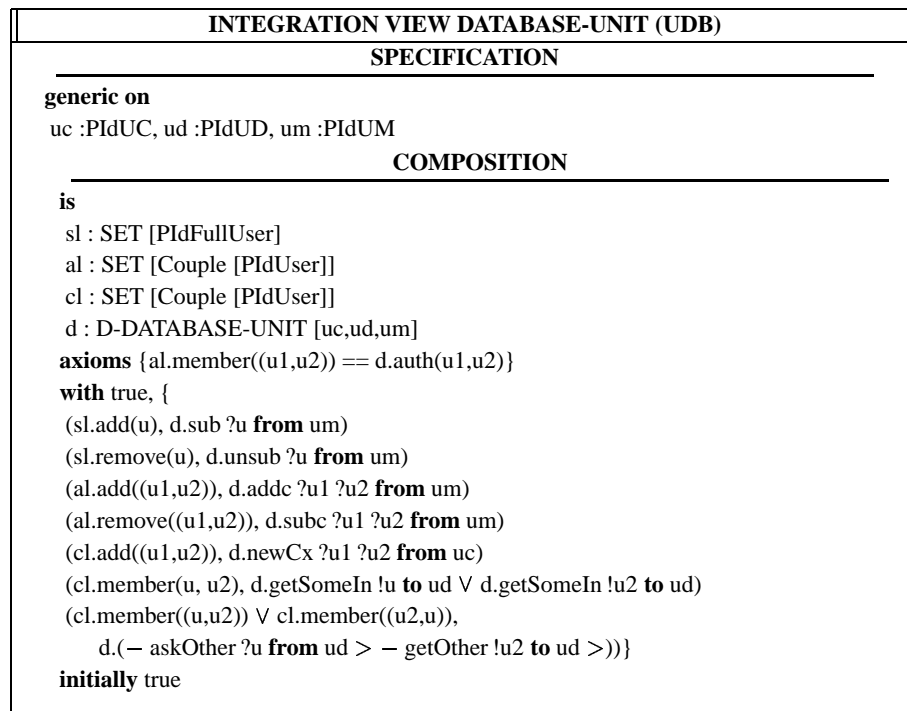 INTEGRATION VIEW DATABASE-UNIT (UDB)
SPECIFICATION
generic on
uc :PIdUC, ud :PIdUD, um :PIdUM
COMPOSITION
is
sl : SET [PIdFullUser]
al : SET [Couple [PIdUser]]
cl : SET [Couple [PIdUser]]
d : D-DATABASE-UNIT [uc,ud,um]
axioms {al.member((u1,u2)) == d.auth(u1,u2)}
with true, {
(sl.add(u), d.sub ?u from um)
(sl.remove(u), d.unsub ?u from um)
(al.add((u1,u2)), d.addc ?u1 ?u2 from um)
(al.remove((u1,u2)), d.subc ?u1 ?u2 from um)
(cl.add((u1,u2)), d.newCx ?u1 ?u2 from uc)
(cl.member(u, u2), d.getSomeIn !u to ud ∨ d.getSomeIn !u2 to ud)
(cl.member((u,u2)) ∨ cl.member((u2,u)),
d.(− askOther ?u from ud > − getOther !u2 to ud >))}
initially true